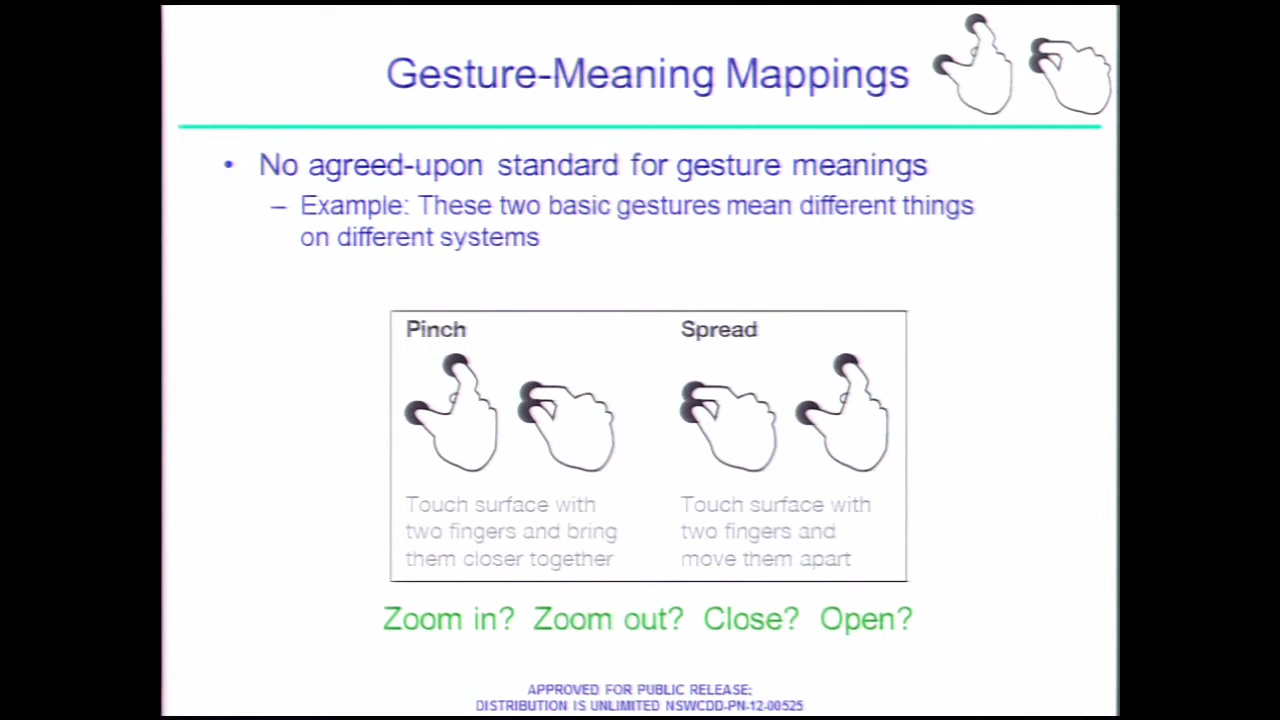 Gesture-Meaning Mappings
• No agreed-upon standard for gesture meanings
– Example: These two basic gestures mean different things
on different systems
Pinch
Touch surface with
two fingers and bring
them closer together
Spread
Touch surface with
two fingers and
move them apart
Zoom in? Zoom out? Close? Open?
APPROVED FOR PUBLIC RELEASE;
DISTRIBUTION IS UNLIMITED NSWCDD-PN-12-00525